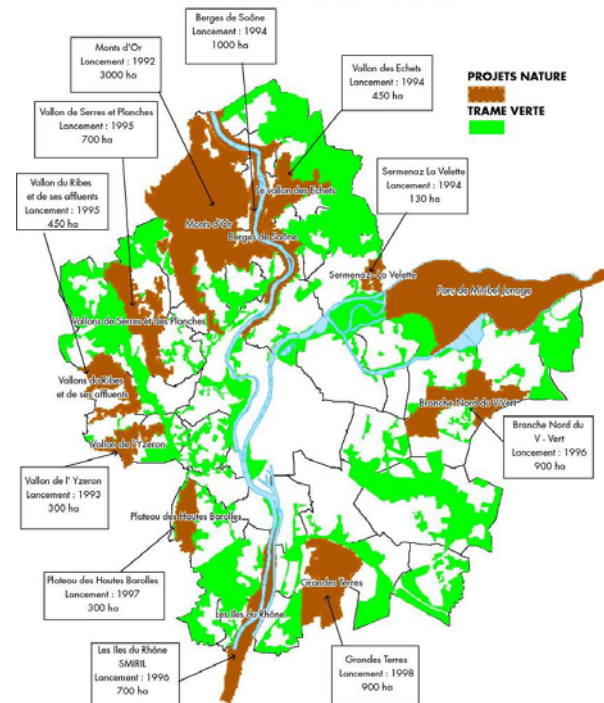 Berges de Saône
Lancement : 1994
1000 ha
Monts d'Or
Lancement : 1992
3000 ha
Vallon des Echets
Lancement : 1994
450 ha
PROJETS NATURE
TRAME VERTE
Vallon de Serres et Planches
Lancement : 1995
700 ha
Sermenaz La Velette
Lancement : 1994
130 ha
Vallon du Ribes
et de ses affluents
Lancement : 1995
450 ha
Le vallon des Echets
Monts d'Or
Berges de Saône
Sermenaz - La Velette
Parc de Miribel Jonage
Vallons de Serres et des Planches
Vallons du Ribes
et de ses affluents
Branche Nord du V-Vert
Vallon de l'Yzeron
Branche Nord du
V - Vert
Lancement : 1996
900 ha
Vallon de l' Yzeron
Lancement : 1993
300 ha
Plateau des Hautes Barolles
Plateau des Hautes Barolles
Lancement : 1997
300 ha
Grandes Terres
Les Iles du Rhône
Les Iles du Rhône
SMIRIL
Lancement : 1996
700 ha
Grandes Terres
Lancement : 1998
900 ha